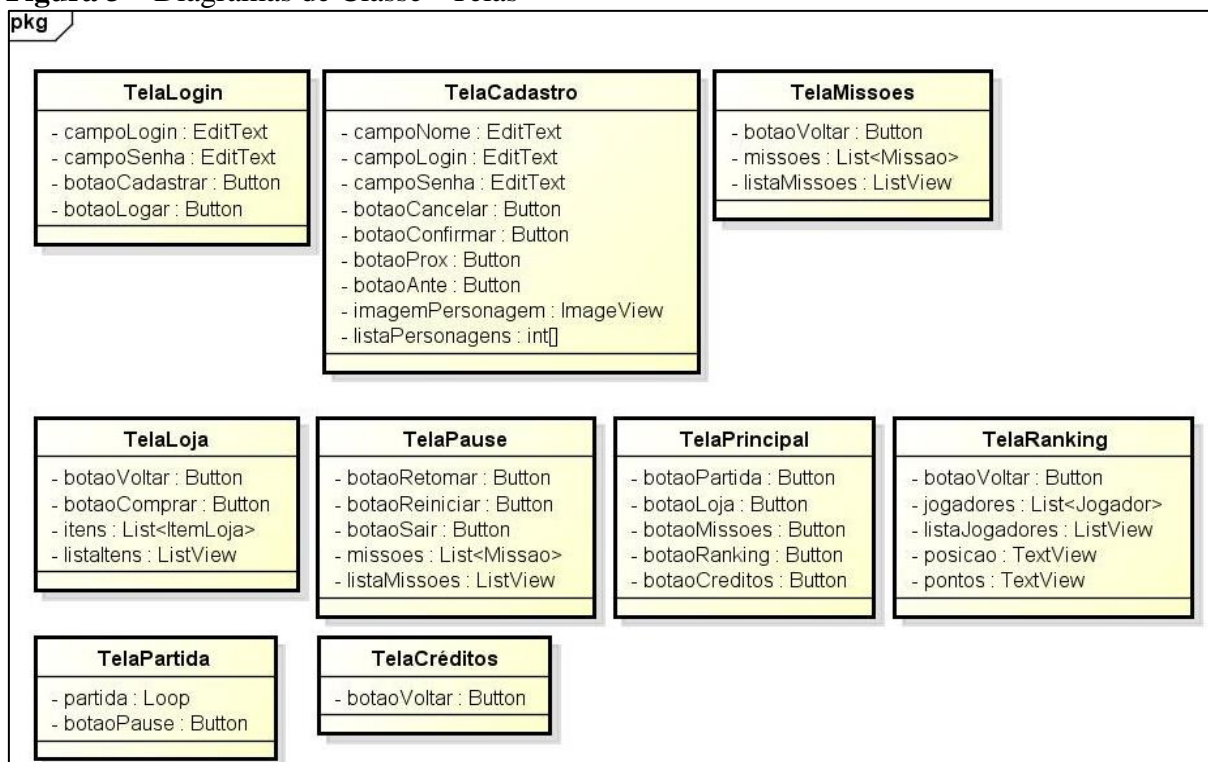 Diagramas de Classe - Telas
pkg
TelaLogin
- campoLogin : EditText
- campoSenha : EditText
- botaoCadastrar : Button
- botaoLogar : Button
TelaCadastro
- campoNome : EditText
- campoLogin : EditText
- campoSenha : EditText
- botaoCancelar : Button
- botaoConfirmar : Button
- botaoProx : Button
- botaoAnte : Button
- imagemPersonagem : ImageView
- listaPersonagens : int[]
TelaMissoes
- botaoVoltar : Button
- missoes : List<Missao>
- listaMissoes : ListView
TelaLoja
- botaoVoltar : Button
- botaoComprar : Button
- itens : List<ItemLoja>
- listaItens : ListView
TelaPause
- botaoRetomar : Button
- botaoReiniciar : Button
- botaoSair : Button
- missoes : List<Missao>
- listaMissoes : ListView
TelaPrincipal
- botaoPartida : Button
- botaoLoja : Button
- botaoMissoes : Button
- botaoRanking : Button
- botaoCreditos : Button
TelaRanking
- botaoVoltar : Button
- jogadores : List<Jogador>
- listaJogadores : ListView
- posicao : TextView
- pontos : TextView
TelaPartida
- partida : Loop
- botaoPause : Button
TelaCréditos
- botaoVoltar : Button